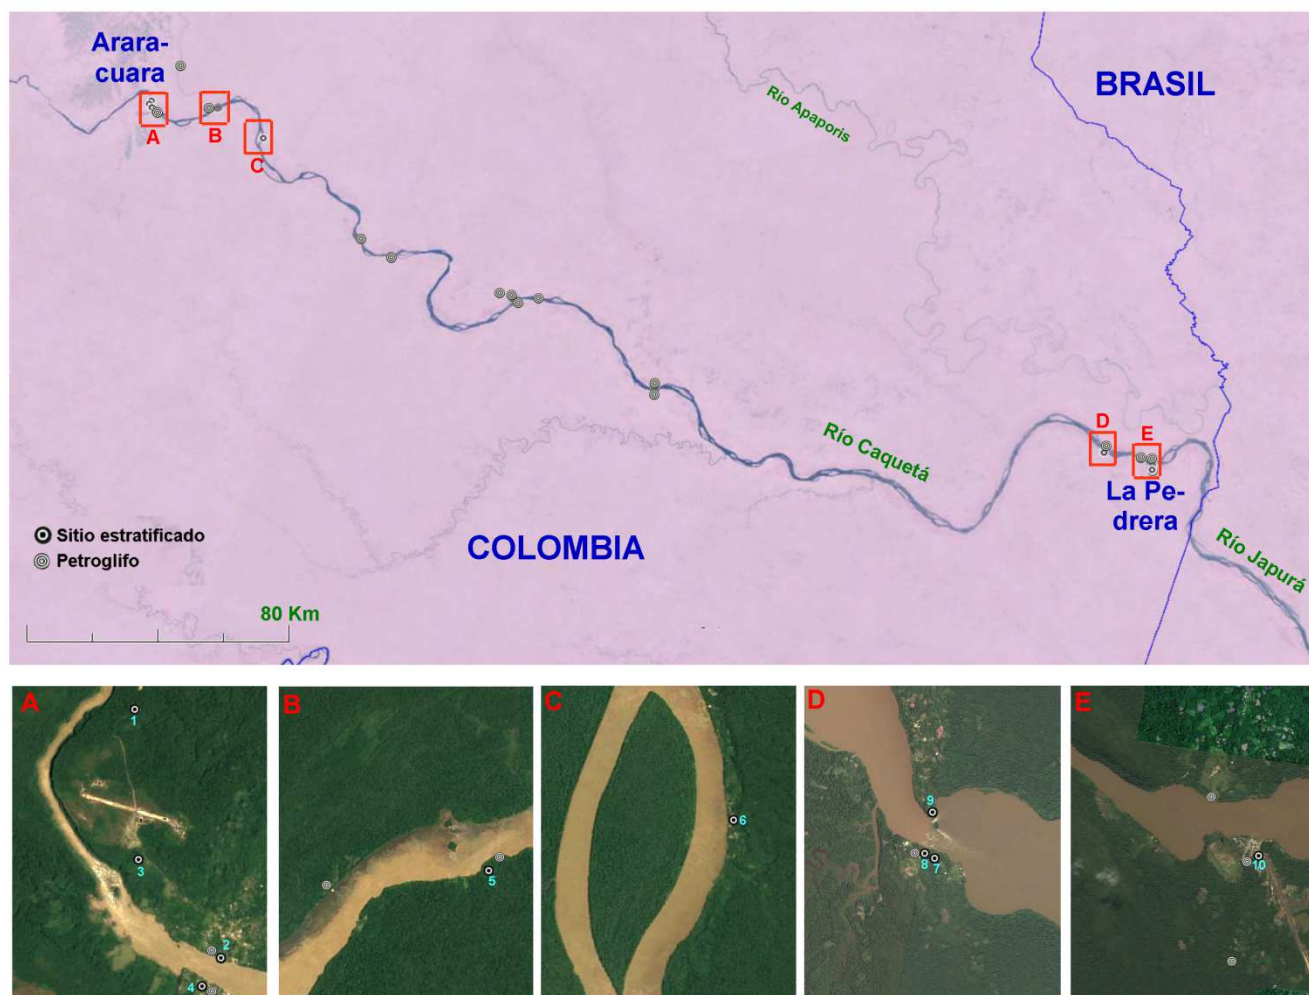 Arara-
cuara
BRASIL
Río Apaporis
A
B
C
Río Caquetá
D
E
La Pe-
drera
Sitio estratificado
Petroglifo
COLOMBIA
Río Japurá
80 Km
A
1
3
2
4
B
5
C
6
D
9
8
7
E
10